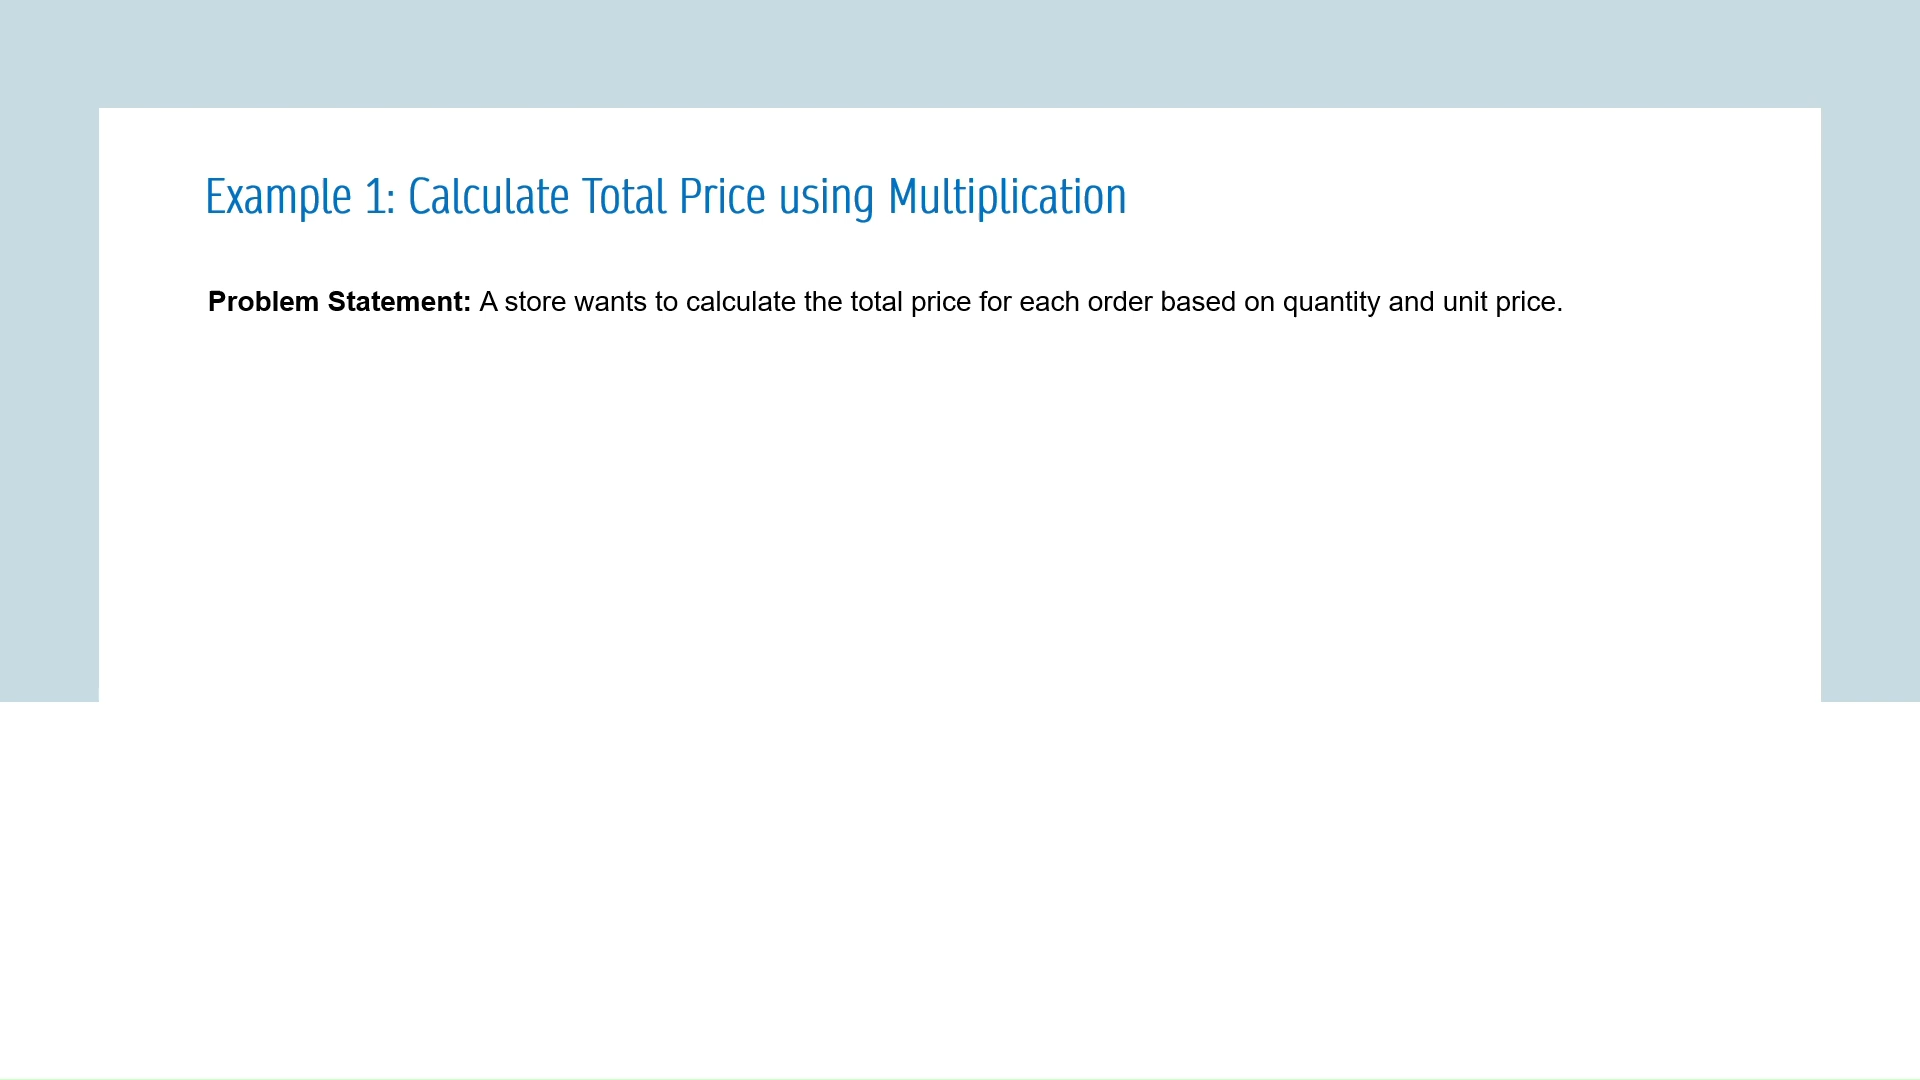 Example 1: Calculate Total Price using Multiplication
Problem Statement: A store wants to calculate the total price for each order based on quantity and unit price.